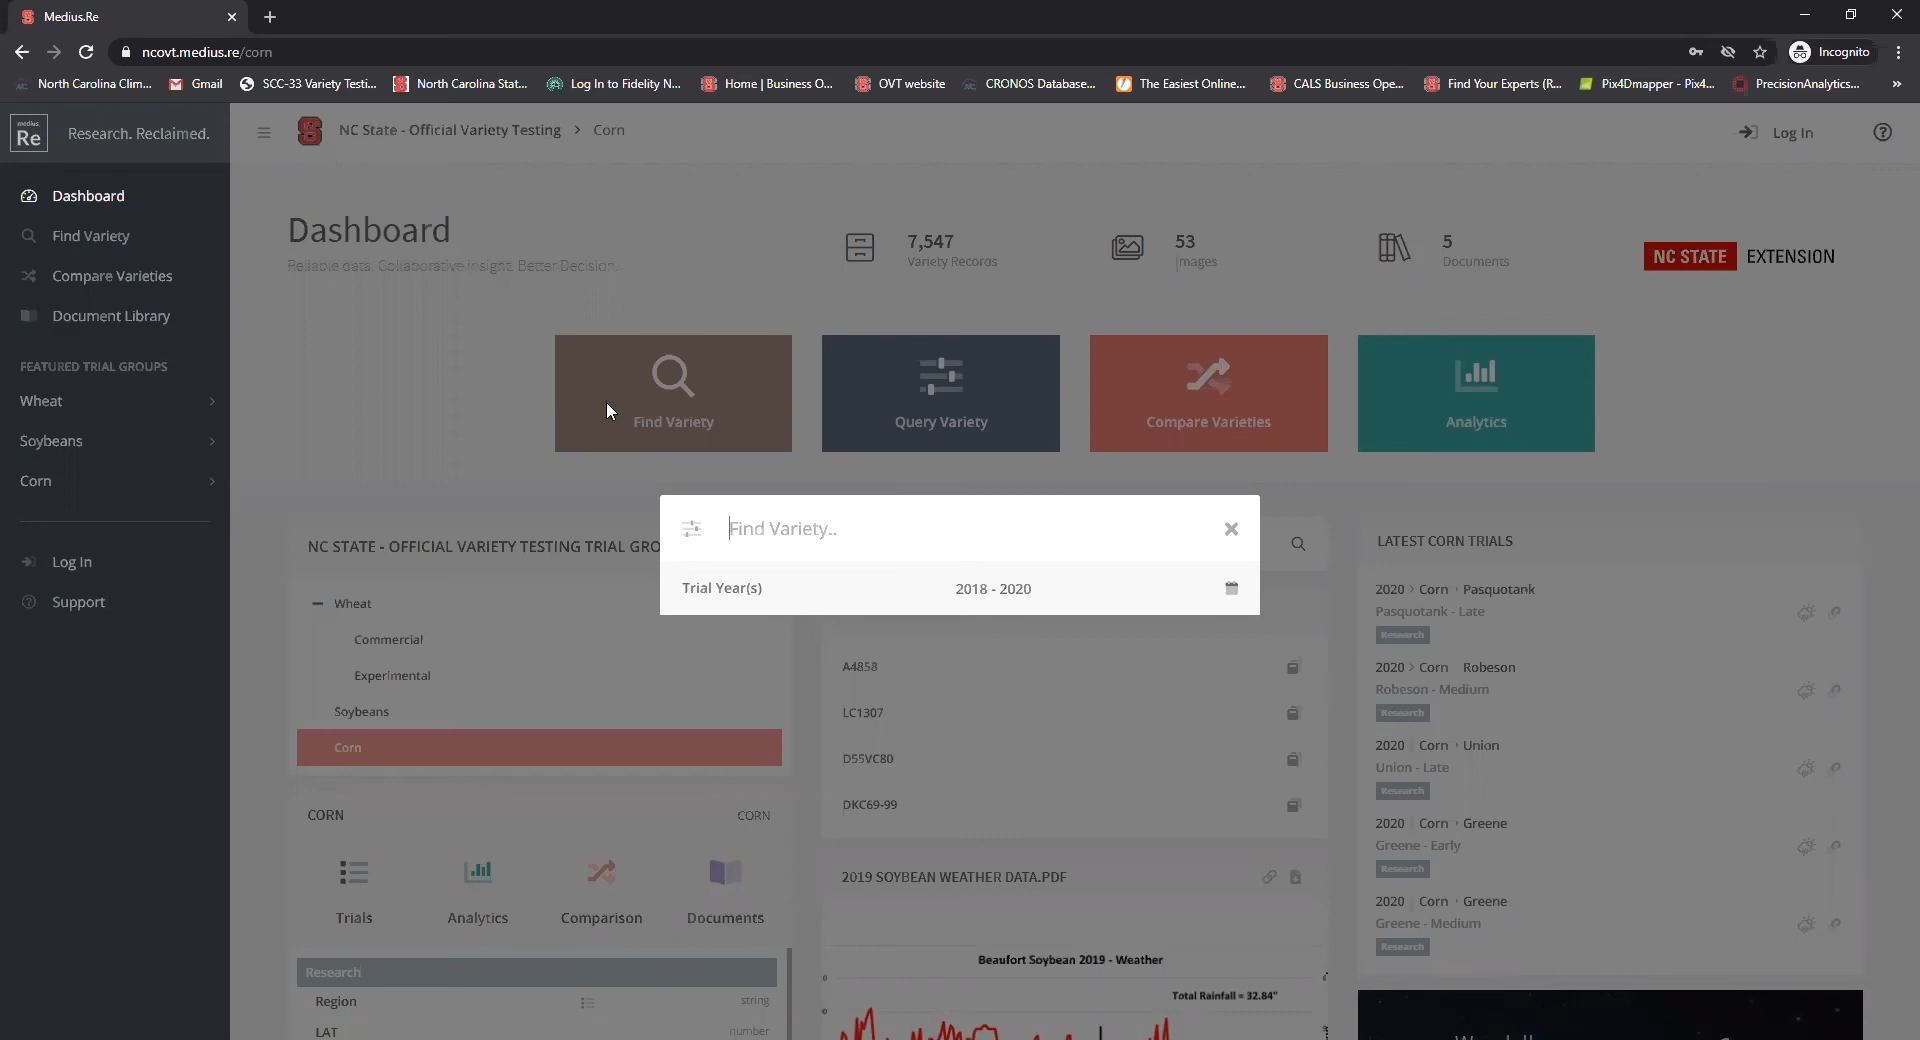 Medius.Re
ncovt.medius.re/corn
Incognito
North Carolina Clim...
Gmail
SCC-33 Variety Testi...
North Carolina Stat...
Log In to Fidelity N...
Home | Business O...
OVT website
CRONOS Database...
The Easiest Online...
CALS Business Ope...
Find Your Experts (R...
Pix4Dmapper - Pix4...
PrecisionAnalytics...
medius.
Re
Research. Reclaimed.
NC State - Official Variety Testing > Corn
Log In
Dashboard
Find Variety
Compare Varieties
Document Library
FEATURED TRIAL GROUPS
Wheat
Soybeans
Corn
Log In
Support
Dashboard
Reliable data. Collaborative insight. Better Decision.
7,547
Variety Records
53
Images
5
Documents
NC STATE EXTENSION
Find Variety
Query Variety
Compare Varieties
Analytics
Find Variety..
Trial Year(s)
2018 - 2020
NC STATE - OFFICIAL VARIETY TESTING TRIAL GRO
Wheat
Commercial
Experimental
Soybeans
Corn
CORN
CORN
Trials
Analytics
Comparison
Documents
Research
Region
string
LAT
number
A4858
LC1307
D55VC80
DKC69-99
2019 SOYBEAN WEATHER DATA.PDF
Beaufort Soybean 2019 - Weather
Total Rainfall = 32.84"
LATEST CORN TRIALS
2020 > Corn · Pasquotank
Pasquotank - Late
Research
2020 > Corn Robeson
Robeson - Medium
Research
2020 Corn · Union
Union - Late
Research
2020 Corn · Greene
Greene - Early
Research
2020 Corn · Greene
Greene - Medium
Research